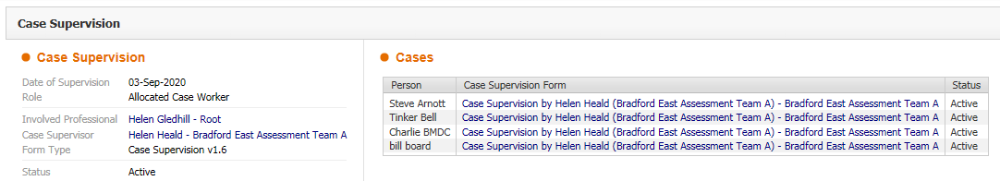 Case Supervision
Case Supervision
Date of Supervision 03-Sep-2020
Role Allocated Case Worker
Involved Professional Helen Gledhill - Root
Case Supervisor Helen Heald - Bradford East Assessment Team A
Form Type Case Supervision v1.6
Status Active
Cases
Person Case Supervision Form Status
Steve Arnott Case Supervision by Helen Heald (Bradford East Assessment Team A) - Bradford East Assessment Team A Active
Tinker Bell Case Supervision by Helen Heald (Bradford East Assessment Team A) - Bradford East Assessment Team A Active
Charlie BMDC Case Supervision by Helen Heald (Bradford East Assessment Team A) - Bradford East Assessment Team A Active
bill board Case Supervision by Helen Heald (Bradford East Assessment Team A) - Bradford East Assessment Team A Active